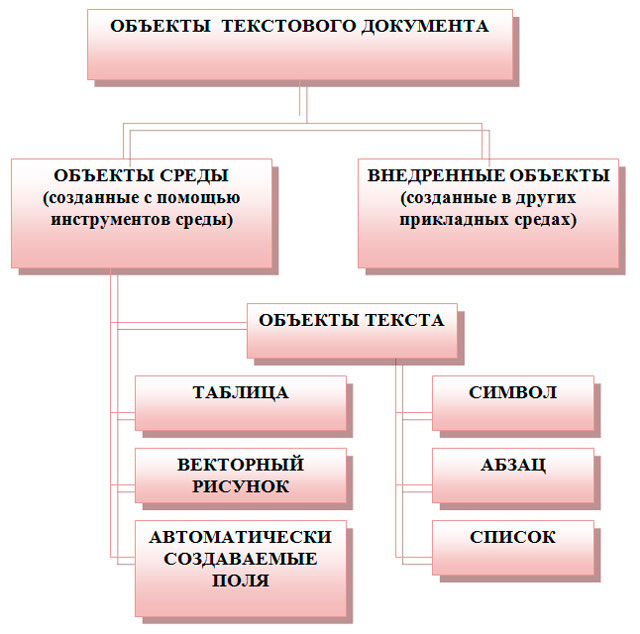 ОБЪЕКТЫ ТЕКСТОВОГО ДОКУМЕНТА
ОБЪЕКТЫ СРЕДЫ
(созданные с помощью
инструментов среды)
ВНЕДРЕННЫЕ ОБЪЕКТЫ
(созданные в других
прикладных средах)
ОБЪЕКТЫ ТЕКСТА
ТАБЛИЦА
ВЕКТОРНЫЙ
РИСУНОК
АВТОМАТИЧЕСКИ
СОЗДАВАЕМЫЕ
ПОЛЯ
СИМВОЛ
АБЗАЦ
СПИСОК